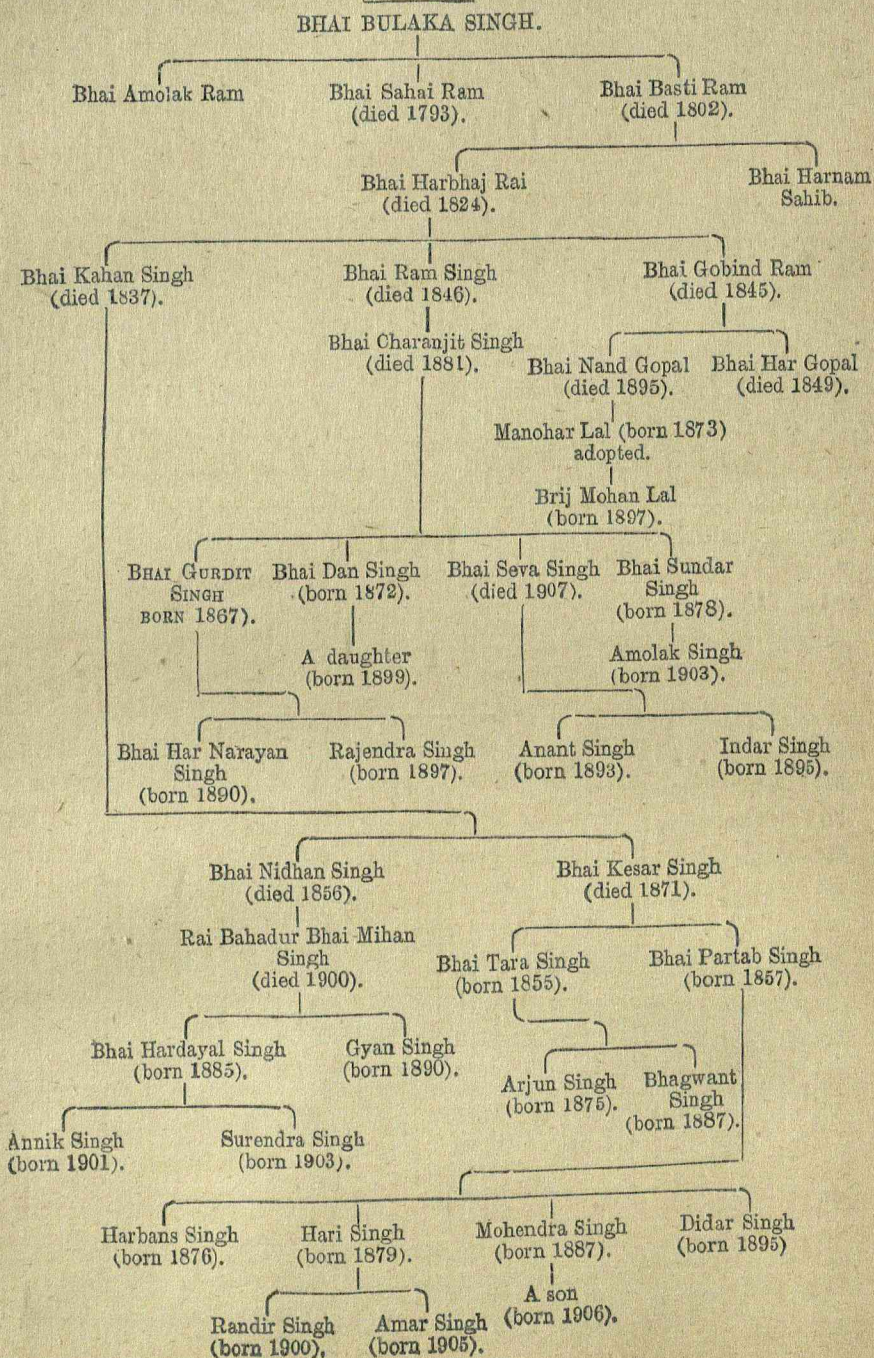 BHAI BULAKA SINGH.
Bhai Amolak Ram
Bhai Sahai Ram
(died 1793).
Bhai Basti Ram
(died 1802).
Bhai Harbhaj Rai
(died 1824).
Bhai Harnam
Sahib.
Bhai Kahan Singh
(died 1837).
Bhai Ram Singh
(died 1846).
Bhai Gobind Ram
(died 1845).
Bhai Charanjit Singh
(died 1881).
Bhai Nand Gopal
(died 1895).
Bhai Har Gopal
(died 1849).
Manohar Lal (born 1873)
adopted.
Brij Mohan Lal
(born 1897).
BHAI GURDIT
SINGH
BORN 1867).
Bhai Dan Singh
(born 1872).
Bhai Seva Singh
(died 1907).
Bhai Sundar
Singh
(born 1878).
A daughter
(born 1899).
Amolak Singh
(born 1903).
Bhai Har Narayan
Singh
(born 1890).
Rajendra Singh
(born 1897).
Anant Singh
(born 1893).
Indar Singh
(born 1895).
Bhai Nidhan Singh
(died 1856).
Bhai Kesar Singh
(died 1871).
Rai Bahadur Bhai Mihan
Singh
(died 1900).
Bhai Tara Singh
(born 1855).
Bhai Partab Singh
(born 1857).
Bhai Hardayal Singh
(born 1885).
Gyan Singh
(born 1890).
Arjun Singh
(born 1875).
Bhagwant
Singh
(born 1887).
Annik Singh
(born 1901).
Surendra Singh
(born 1903).
Harbans Singh
(born 1876).
Hari Singh
(born 1879).
Mohendra Singh
(born 1887).
Didar Singh
(born 1895)
Randir Singh
(born 1900).
Amar Singh
(born 1905).
A son
(born 1906).